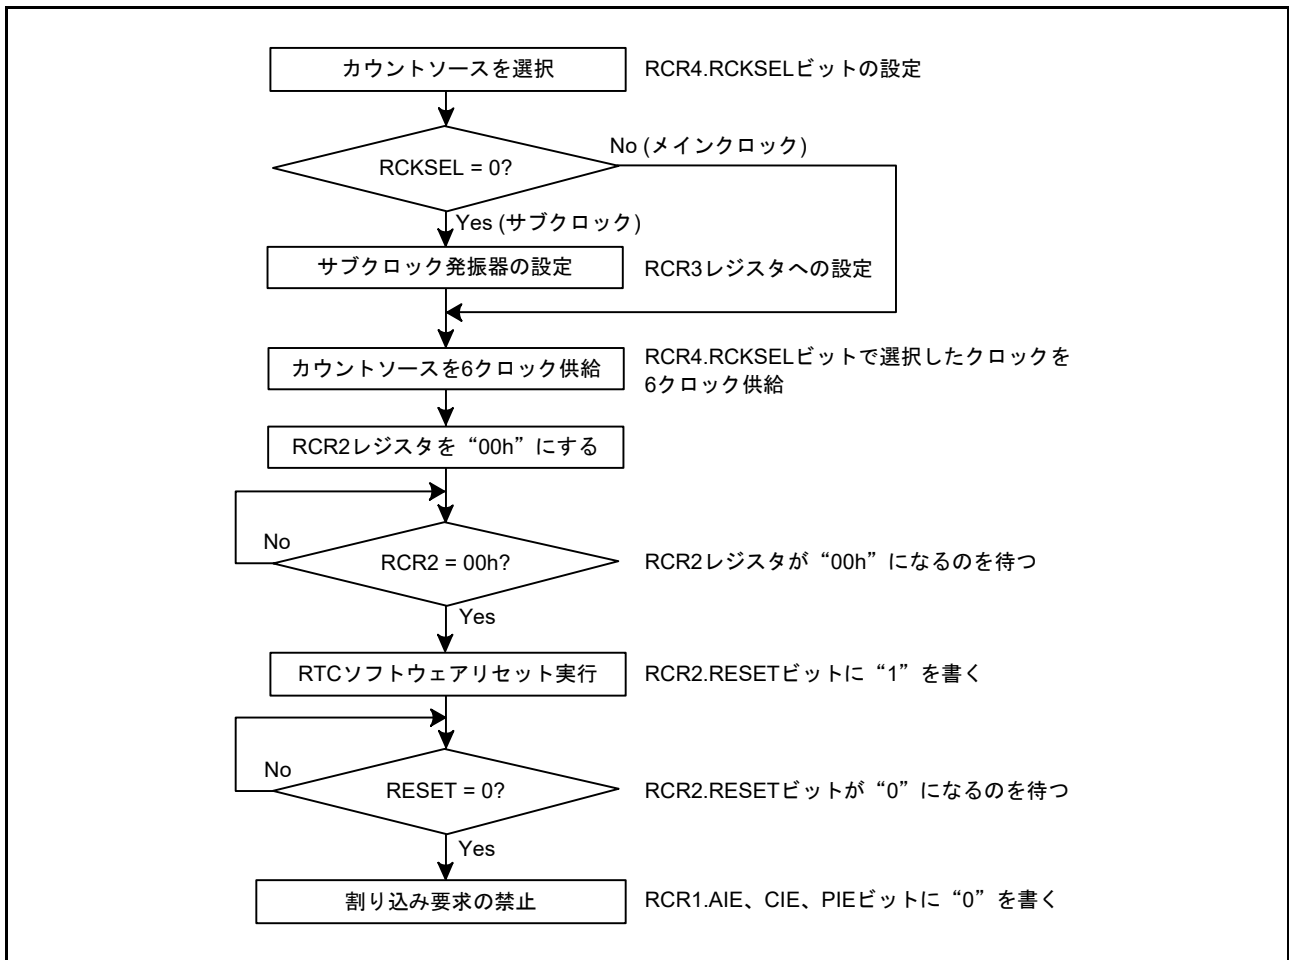 カウントソースを選択
RCR4.RCKSELビットの設定
No (メインクロック)
RCKSEL = 0?
Yes (サブクロック)
サブクロック発振器の設定
RCR3レジスタへの設定
カウントソースを6クロック供給
RCR4.RCKSELビットで選択したクロックを
6クロック供給
RCR2レジスタを“00h”にする
No
RCR2 = 00h?
RCR2レジスタが“00h”になるのを待つ
Yes
RTCソフトウェアリセット実行
RCR2.RESETビットに“1”を書く
No
RESET = 0?
RCR2.RESETビットが“0”になるのを待つ
Yes
割り込み要求の禁止
RCR1.AIE、CIE、PIEビットに“0”を書く